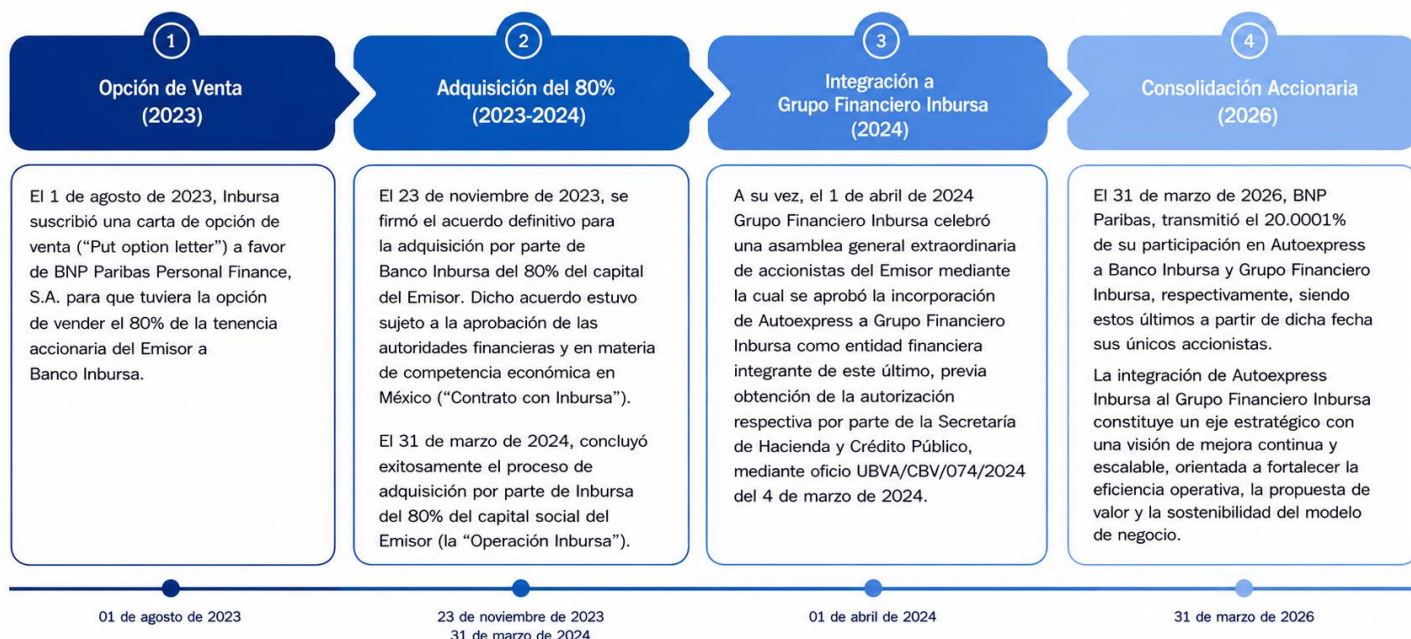 1
Opción de Venta
(2023)
El 1 de agosto de 2023, Inbursa
suscribió una carta de opción de
venta (“Put option letter”) a favor
de BNP Paribas Personal Finance,
S.A. para que tuviera la opción
de vender el 80% de la tenencia
accionaria del Emisor a
Banco Inbursa.
2
Adquisición del 80%
(2023-2024)
El 23 de noviembre de 2023, se
firmó el acuerdo definitivo para
la adquisición por parte de
Banco Inbursa del 80% del capital
del Emisor. Dicho acuerdo estuvo
sujeto a la aprobación de las
autoridades financieras y en materia
de competencia económica en
México (“Contrato con Inbursa”).
El 31 de marzo de 2024, concluyó
exitosamente el proceso de
adquisición por parte de Inbursa
del 80% del capital social del
Emisor (la “Operación Inbursa”).
3
Integración a
Grupo Financiero Inbursa
(2024)
A su vez, el 1 de abril de 2024
Grupo Financiero Inbursa celebró
una asamblea general extraordinaria
de accionistas del Emisor mediante
la cual se aprobó la incorporación
de Autoexpress a Grupo Financiero
Inbursa como entidad financiera
integrante de este último, previa
obtención de la autorización
respectiva por parte de la Secretaría
de Hacienda y Crédito Público,
mediante oficio UBVA/CBV/074/2024
del 4 de marzo de 2024.
4
Consolidación Accionaria
(2026)
El 31 de marzo de 2026, BNP
Paribas, transmitió el 20.0001%
de su participación en Autoexpress
a Banco Inbursa y Grupo Financiero
Inbursa, respectivamente, siendo
estos últimos a partir de dicha fecha
sus únicos accionistas.
La integración de Autoexpress
Inbursa al Grupo Financiero Inbursa
constituye un eje estratégico con
una visión de mejora continua y
escalable, orientada a fortalecer la
eficiencia operativa, la propuesta de
valor y la sostenibilidad del modelo
de negocio.
01 de agosto de 2023
23 de noviembre de 2023
31 de marzo de 2024
01 de abril de 2024
31 de marzo de 2026